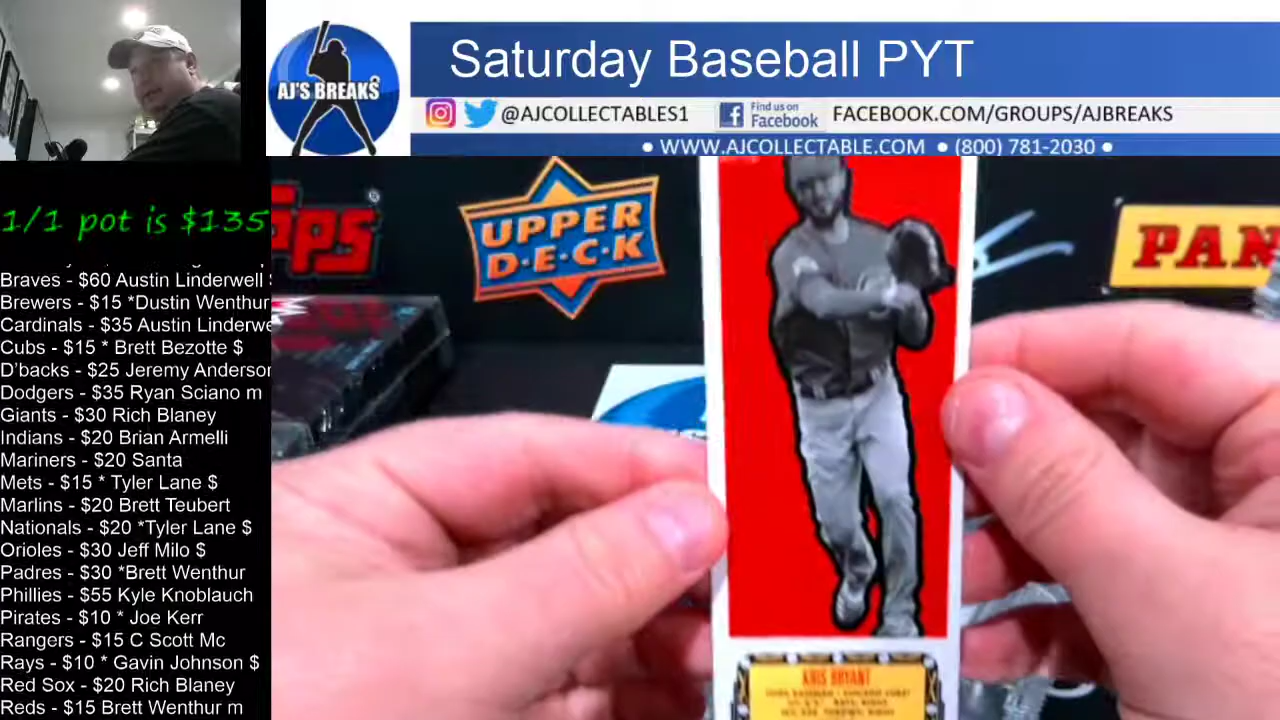 Saturday Baseball PYT
AJ'S BREAKS
@AJCOLLECTABLES1
Find us on
Facebook
FACEBOOK.COM/GROUPS/AJBREAKS
• WWW.AJCOLLECTABLE.COM • (800) 781-2030 •
1/1 pot is $135
Braves - $60 Austin Linderwell
Brewers - $15 *Dustin Wenthur
Cardinals - $35 Austin Linderwe
Cubs - $15 * Brett Bezotte $
D'backs - $25 Jeremy Anderson
Dodgers - $35 Ryan Sciano m
Giants - $30 Rich Blaney
Indians - $20 Brian Armelli
Mariners - $20 Santa
Mets - $15 * Tyler Lane $
Marlins - $20 Brett Teubert
Nationals - $20 *Tyler Lane $
Orioles - $30 Jeff Milo $
Padres - $30 *Brett Wenthur
Phillies - $55 Kyle Knoblauch
Pirates - $10 * Joe Kerr
Rangers - $15 C Scott Mc
Rays - $10 * Gavin Johnson $
Red Sox - $20 Rich Blaney
Reds - $15 Brett Wenthur m
pps
UPPER
D·E·C·K
PAN
KRIS BRYANT